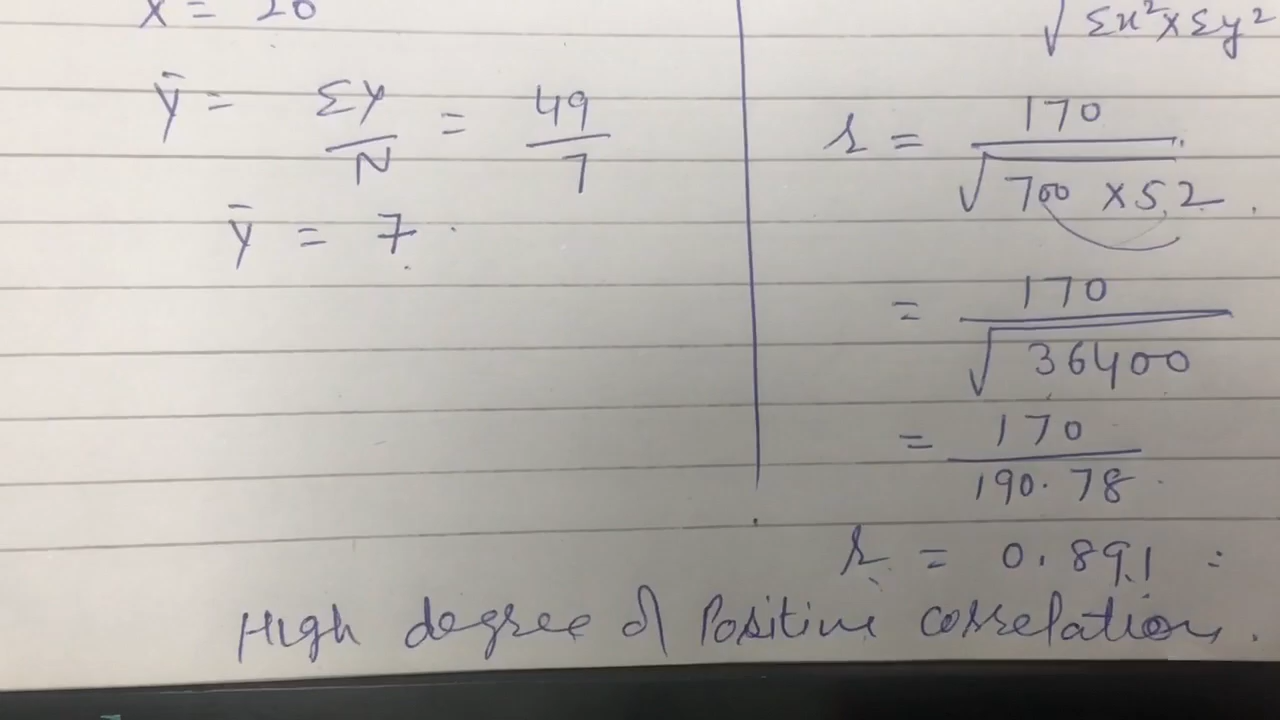 x̄ = 20
ȳ = ΣY / N = 49 / 7
ȳ = 7
√Σx² × Σy²
r = 170 / √700 × 52
= 170 / √36400
= 170 / 190.78
r = 0.891
High degree of Positive correlation.